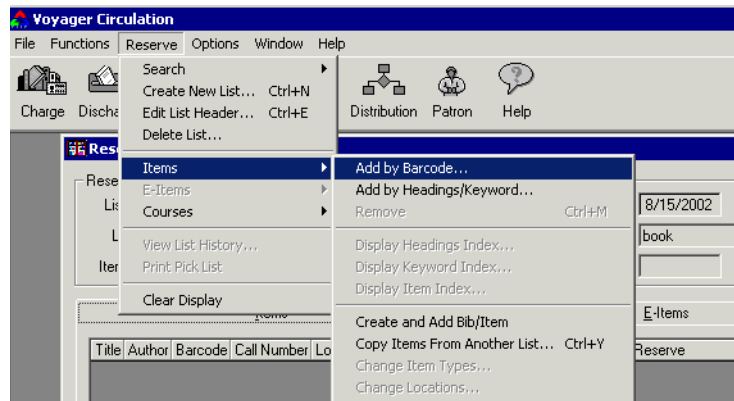 Voyager Circulation
File Functions Reserve Options Window Help
Charge Discha
Distribution Patron Help
Search
Create New List... Ctrl+N
Edit List Header... Ctrl+E
Delete List...
Items
E-Items
Courses
View List History...
Print Pick List
Clear Display
Add by Barcode...
Add by Headings/Keyword...
Remove Ctrl+M
Display Headings Index...
Display Keyword Index...
Display Item Index...
Create and Add Bib/Item
Copy Items From Another List... Ctrl+Y
Change Item Types...
Change Locations...
Res
Rese
Lis
8/15/2002
L
book
Iter
E-Items
Title Author Barcode Call Number Lo
Reserve